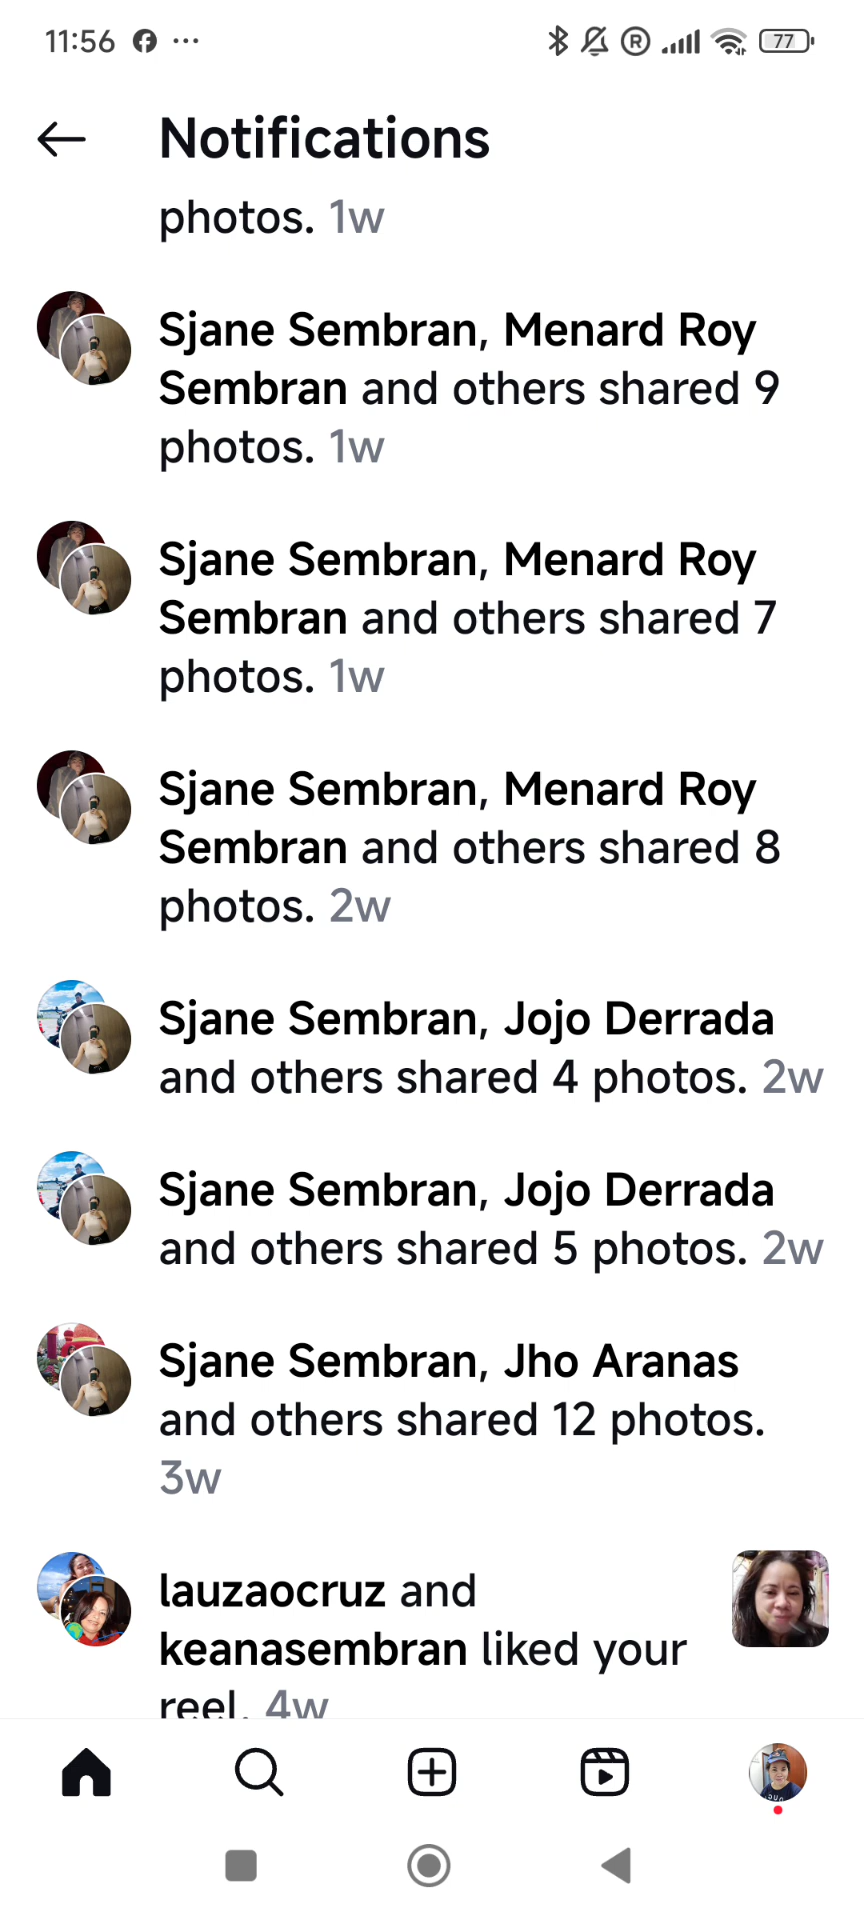 11:56
77
Notifications
photos. 1w
Sjane Sembran, Menard Roy
Sembran and others shared 9
photos. 1w
Sjane Sembran, Menard Roy
Sembran and others shared 7
photos. 1w
Sjane Sembran, Menard Roy
Sembran and others shared 8
photos. 2w
Sjane Sembran, Jojo Derrada
and others shared 4 photos. 2w
Sjane Sembran, Jojo Derrada
and others shared 5 photos. 2w
Sjane Sembran, Jho Aranas
and others shared 12 photos.
3w
lauzaocruz and
keanasembran liked your
reel. 4w